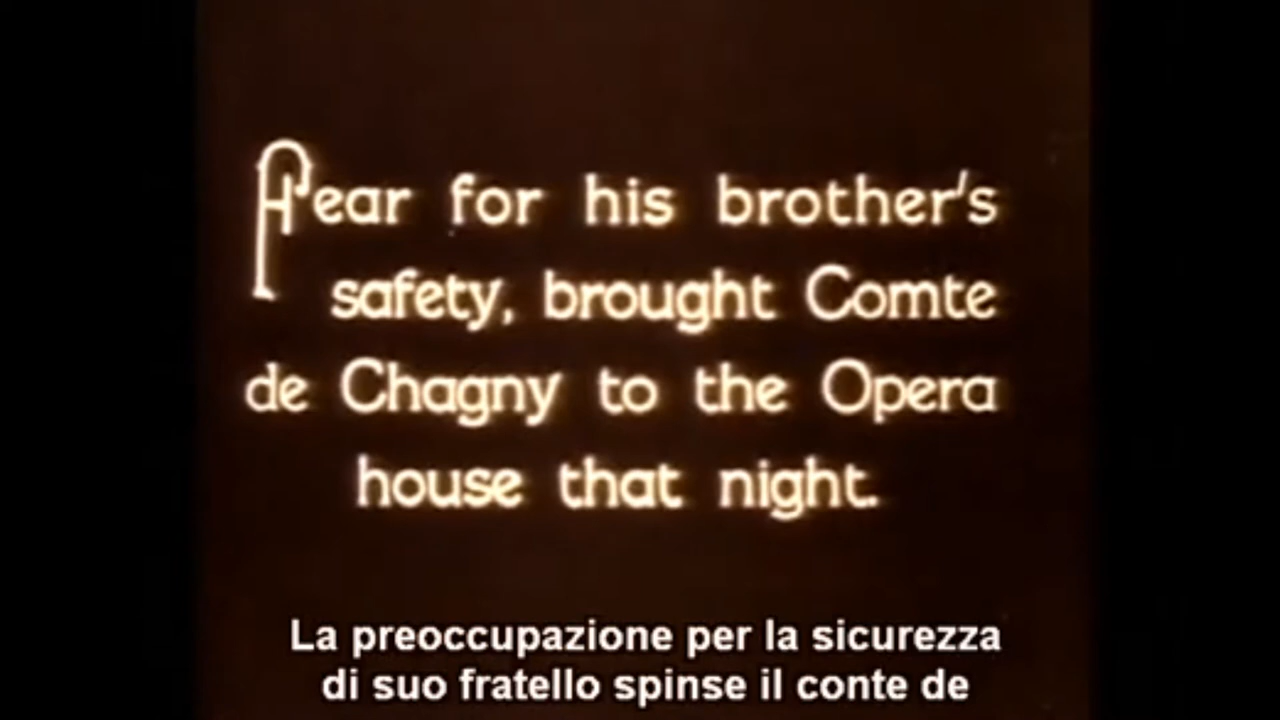 Fear for his brother's
safety, brought Comte
de Chagny to the Opera
house that night.
La preoccupazione per la sicurezza
di suo fratello spinse il conte de